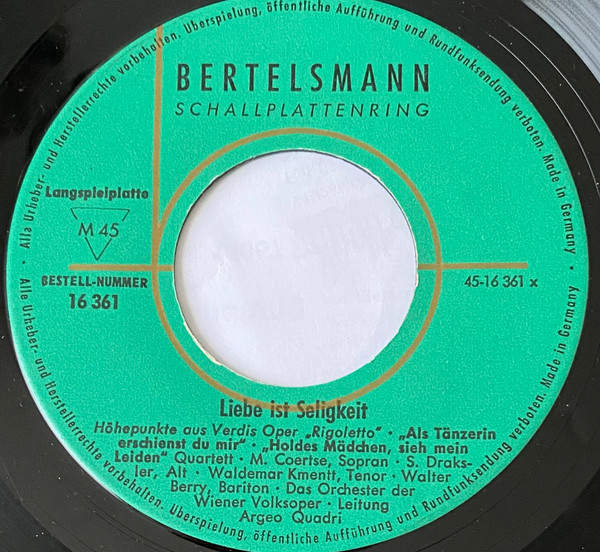 Alle Urheber- und Herstellerrechte vorbehalten. Überspielung, öffentliche Aufführung und Rundfunksendung verboten. Made in Germany
BERTELSMANN
SCHALLPLATTENRING
Langspielplatte
M 45
BESTELL-NUMMER
16 361
45-16 361 x
Liebe ist Seligkeit
Höhepunkte aus Verdis Oper „Rigoletto“ · „Als Tänzerin
erschienst du mir“ · „Holdes Mädchen, sieh mein
Leiden“ Quartett · M. Coertse, Sopran · S. Draks-
ler, Alt · Waldemar Kmentt, Tenor · Walter
Berry, Bariton · Das Orchester der
Wiener Volksoper · Leitung
Argeo Quadri
Alle Urheber- und Herstellerrechte vorbehalten. Überspielung, öffentliche Aufführung und Rundfunksendung verboten. Made in Germany